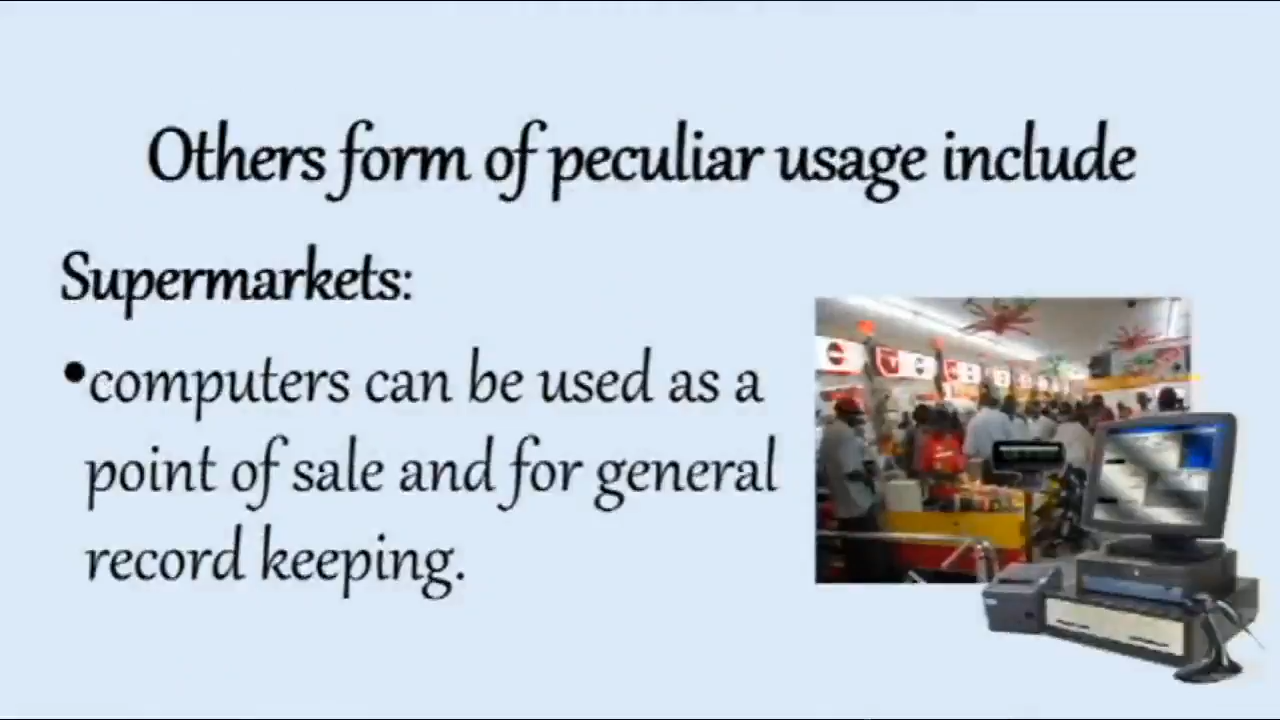 Others form of peculiar usage include
Supermarkets:
•computers can be used as a
point of sale and for general
record keeping.